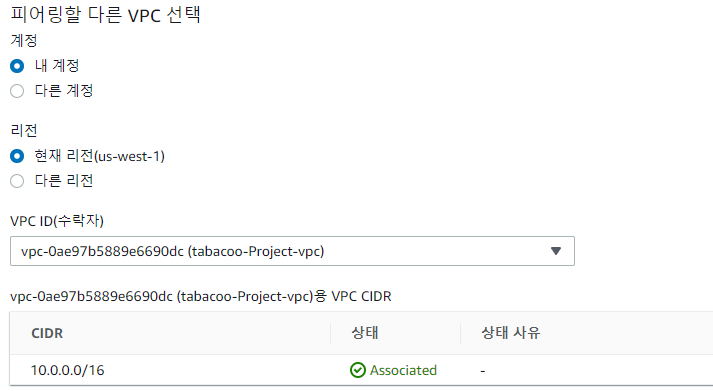 피어링할 다른 VPC 선택
계정
내 계정
다른 계정
리전
현재 리전(us-west-1)
다른 리전
VPC ID(수락자)
vpc-0ae97b5889e6690dc (tabacoo-Project-vpc)
vpc-0ae97b5889e6690dc (tabacoo-Project-vpc)용 VPC CIDR
CIDR 상태 상태 사유
10.0.0.0/16 Associated -